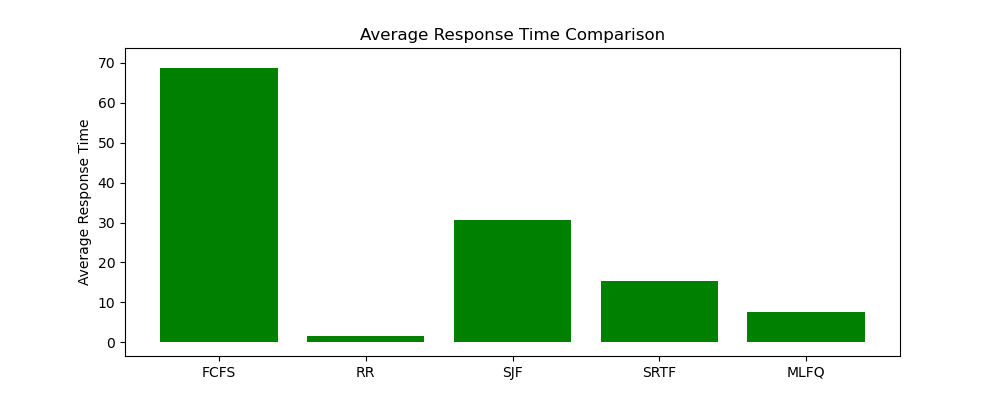 Average Response Time Comparison
Average Response Time
70
60
50
40
30
20
10
0
FCFS
RR
SJF
SRTF
MLFQ